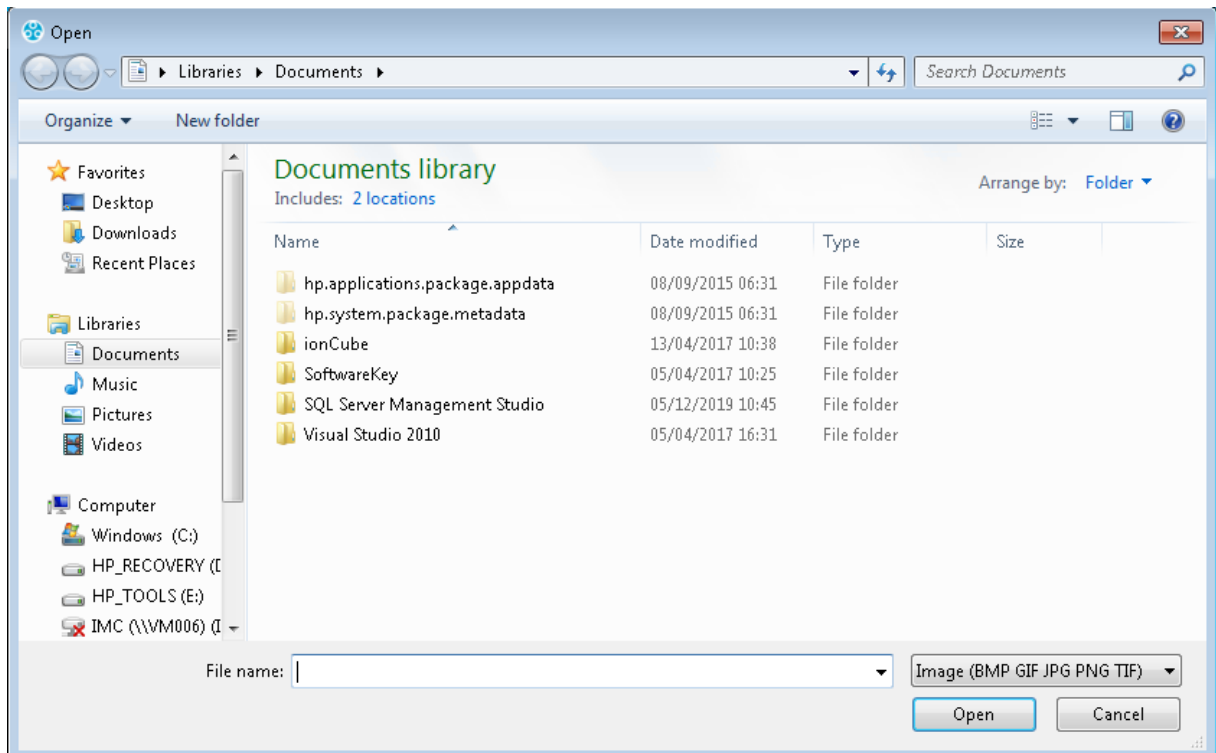 Open
Libraries Documents
Search Documents
Organize New folder
Documents library
Includes: 2 locations
Arrange by: Folder
Favorites
Desktop
Downloads
Recent Places
Libraries
Documents
Music
Pictures
Videos
Computer
Windows (C:)
HP_RECOVERY (D
HP_TOOLS (E:)
IMC (\\VM006) (I
Name Date modified Type Size
hp.applications.package.appdata 08/09/2015 06:31 File folder
hp.system.package.metadata 08/09/2015 06:31 File folder
ionCube 13/04/2017 10:38 File folder
SoftwareKey 05/04/2017 10:25 File folder
SQL Server Management Studio 05/12/2019 10:45 File folder
Visual Studio 2010 05/04/2017 16:31 File folder
File name:
Image (BMP GIF JPG PNG TIF)
Open Cancel